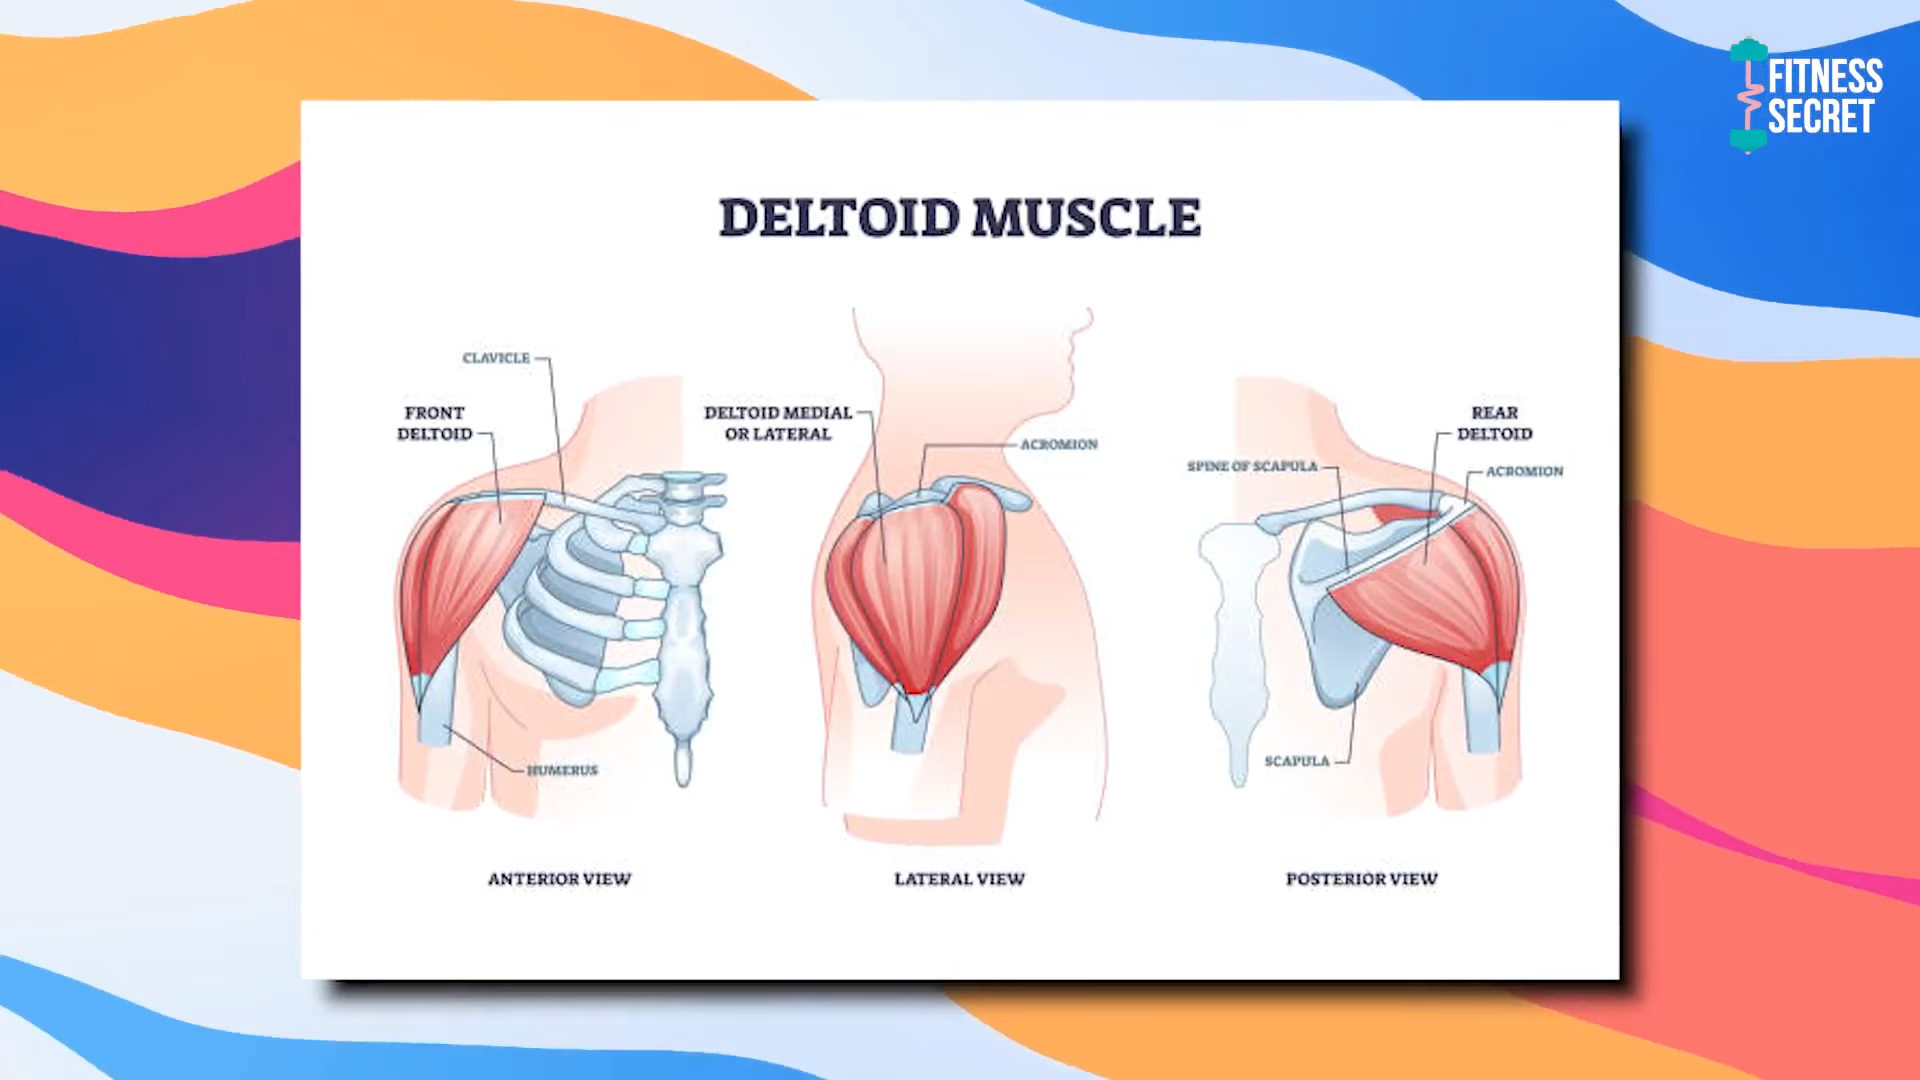 FITNESS
SECRET
DELTOID MUSCLE
CLAVICLE
FRONT
DELTOID
HUMERUS
ANTERIOR VIEW
DELTOID MEDIAL
OR LATERAL
ACROMION
LATERAL VIEW
REAR
DELTOID
SPINE OF SCAPULA
ACROMION
SCAPULA
POSTERIOR VIEW